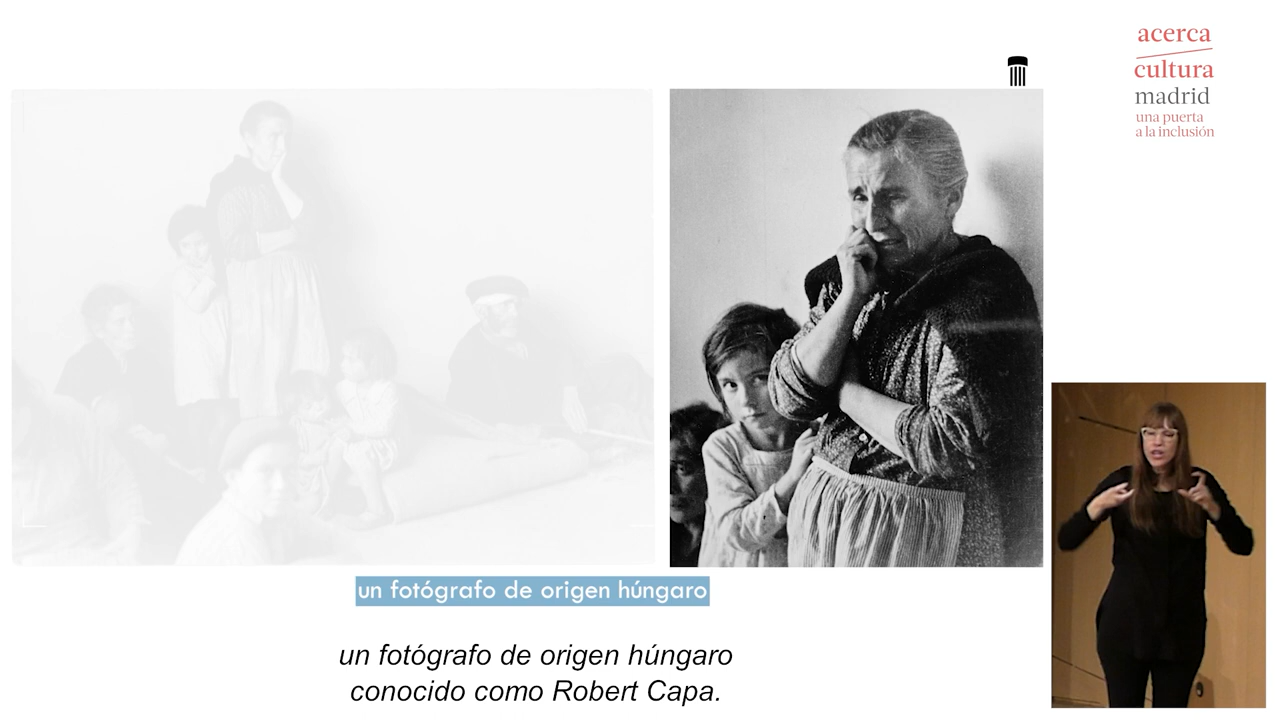 acerca
cultura
madrid
una puerta
a la inclusión
un fotógrafo de origen húngaro
un fotógrafo de origen húngaro
conocido como Robert Capa.